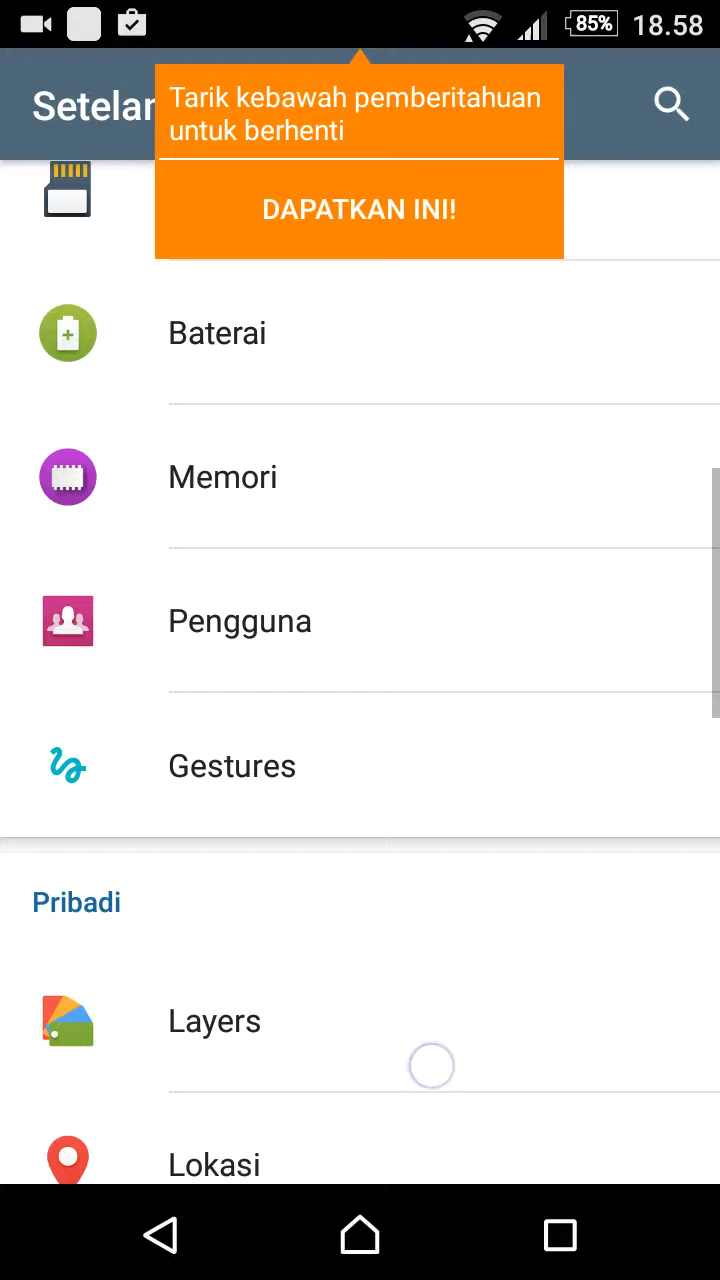 85%
18.58
Setelan
Tarik kebawah pemberitahuan
untuk berhenti
DAPATKAN INI!
Baterai
Memori
Pengguna
Gestures
Pribadi
Layers
Lokasi